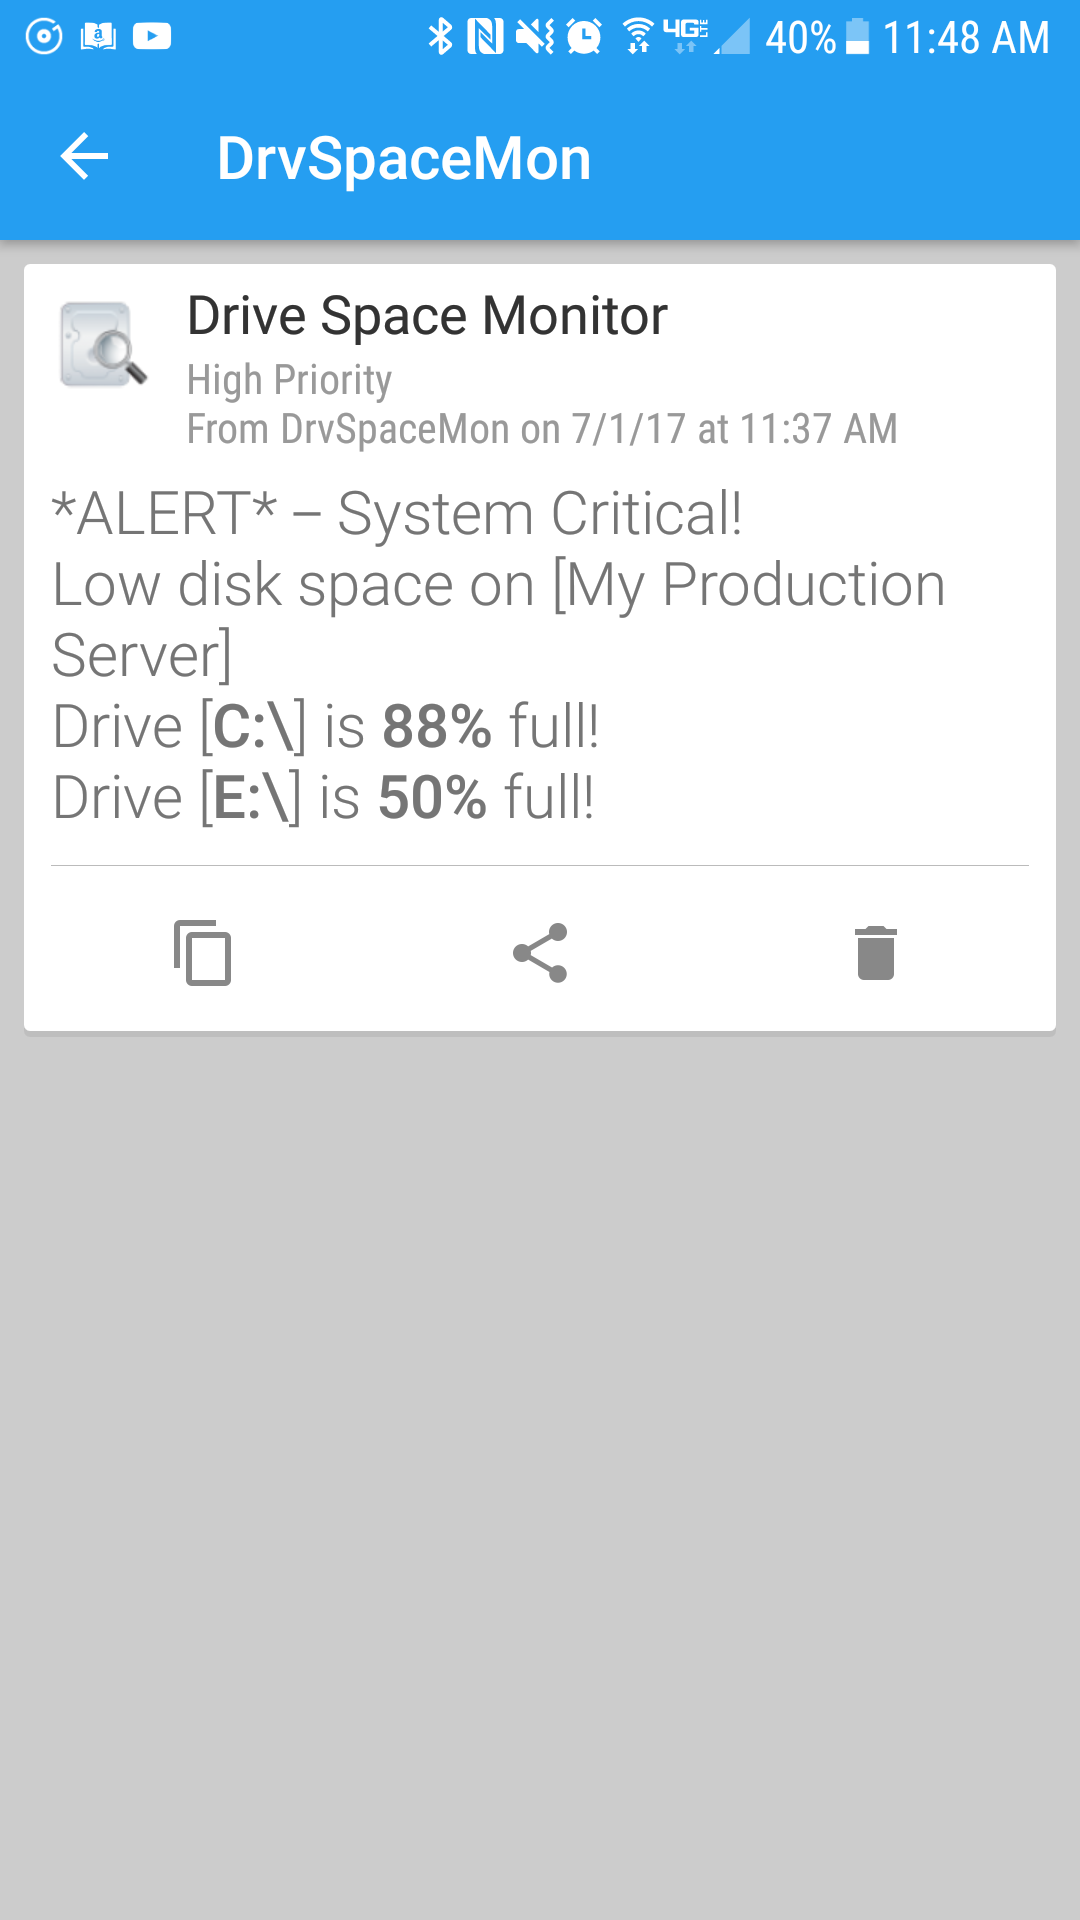 40% 11:48 AM
DrvSpaceMon
Drive Space Monitor
High Priority
From DrvSpaceMon on 7/1/17 at 11:37 AM
*ALERT* – System Critical!
Low disk space on [My Production
Server]
Drive [C:\] is 88% full!
Drive [E:\] is 50% full!